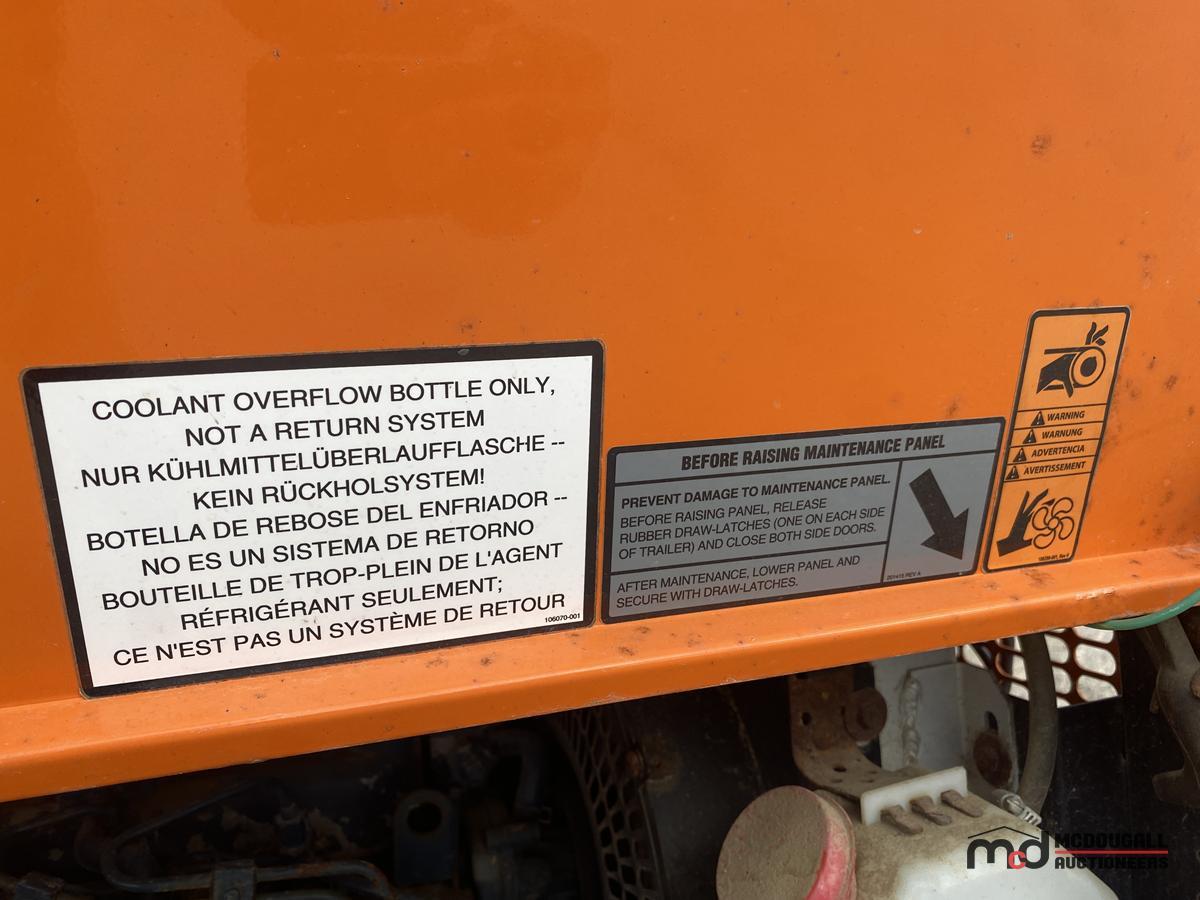 COOLANT OVERFLOW BOTTLE ONLY,
NOT A RETURN SYSTEM
NUR KÜHLMITTELÜBERLAUFFLASCHE --
KEIN RÜCKHOLSYSTEM!
BOTELLA DE REBOSE DEL ENFRIADOR --
NO ES UN SISTEMA DE RETORNO
BOUTEILLE DE TROP-PLEIN DE L'AGENT
RÉFRIGÉRANT SEULEMENT;
CE N'EST PAS UN SYSTÈME DE RETOUR
106070-001
BEFORE RAISING MAINTENANCE PANEL
PREVENT DAMAGE TO MAINTENANCE PANEL.
BEFORE RAISING PANEL, RELEASE
RUBBER DRAW-LATCHES (ONE ON EACH SIDE
OF TRAILER) AND CLOSE BOTH SIDE DOORS.
AFTER MAINTENANCE, LOWER PANEL AND
SECURE WITH DRAW-LATCHES.
201415 REV A
WARNING
WARNUNG
ADVERTENCIA
AVERTISSEMENT
mcd MCDOUGALL
AUCTIONEERS